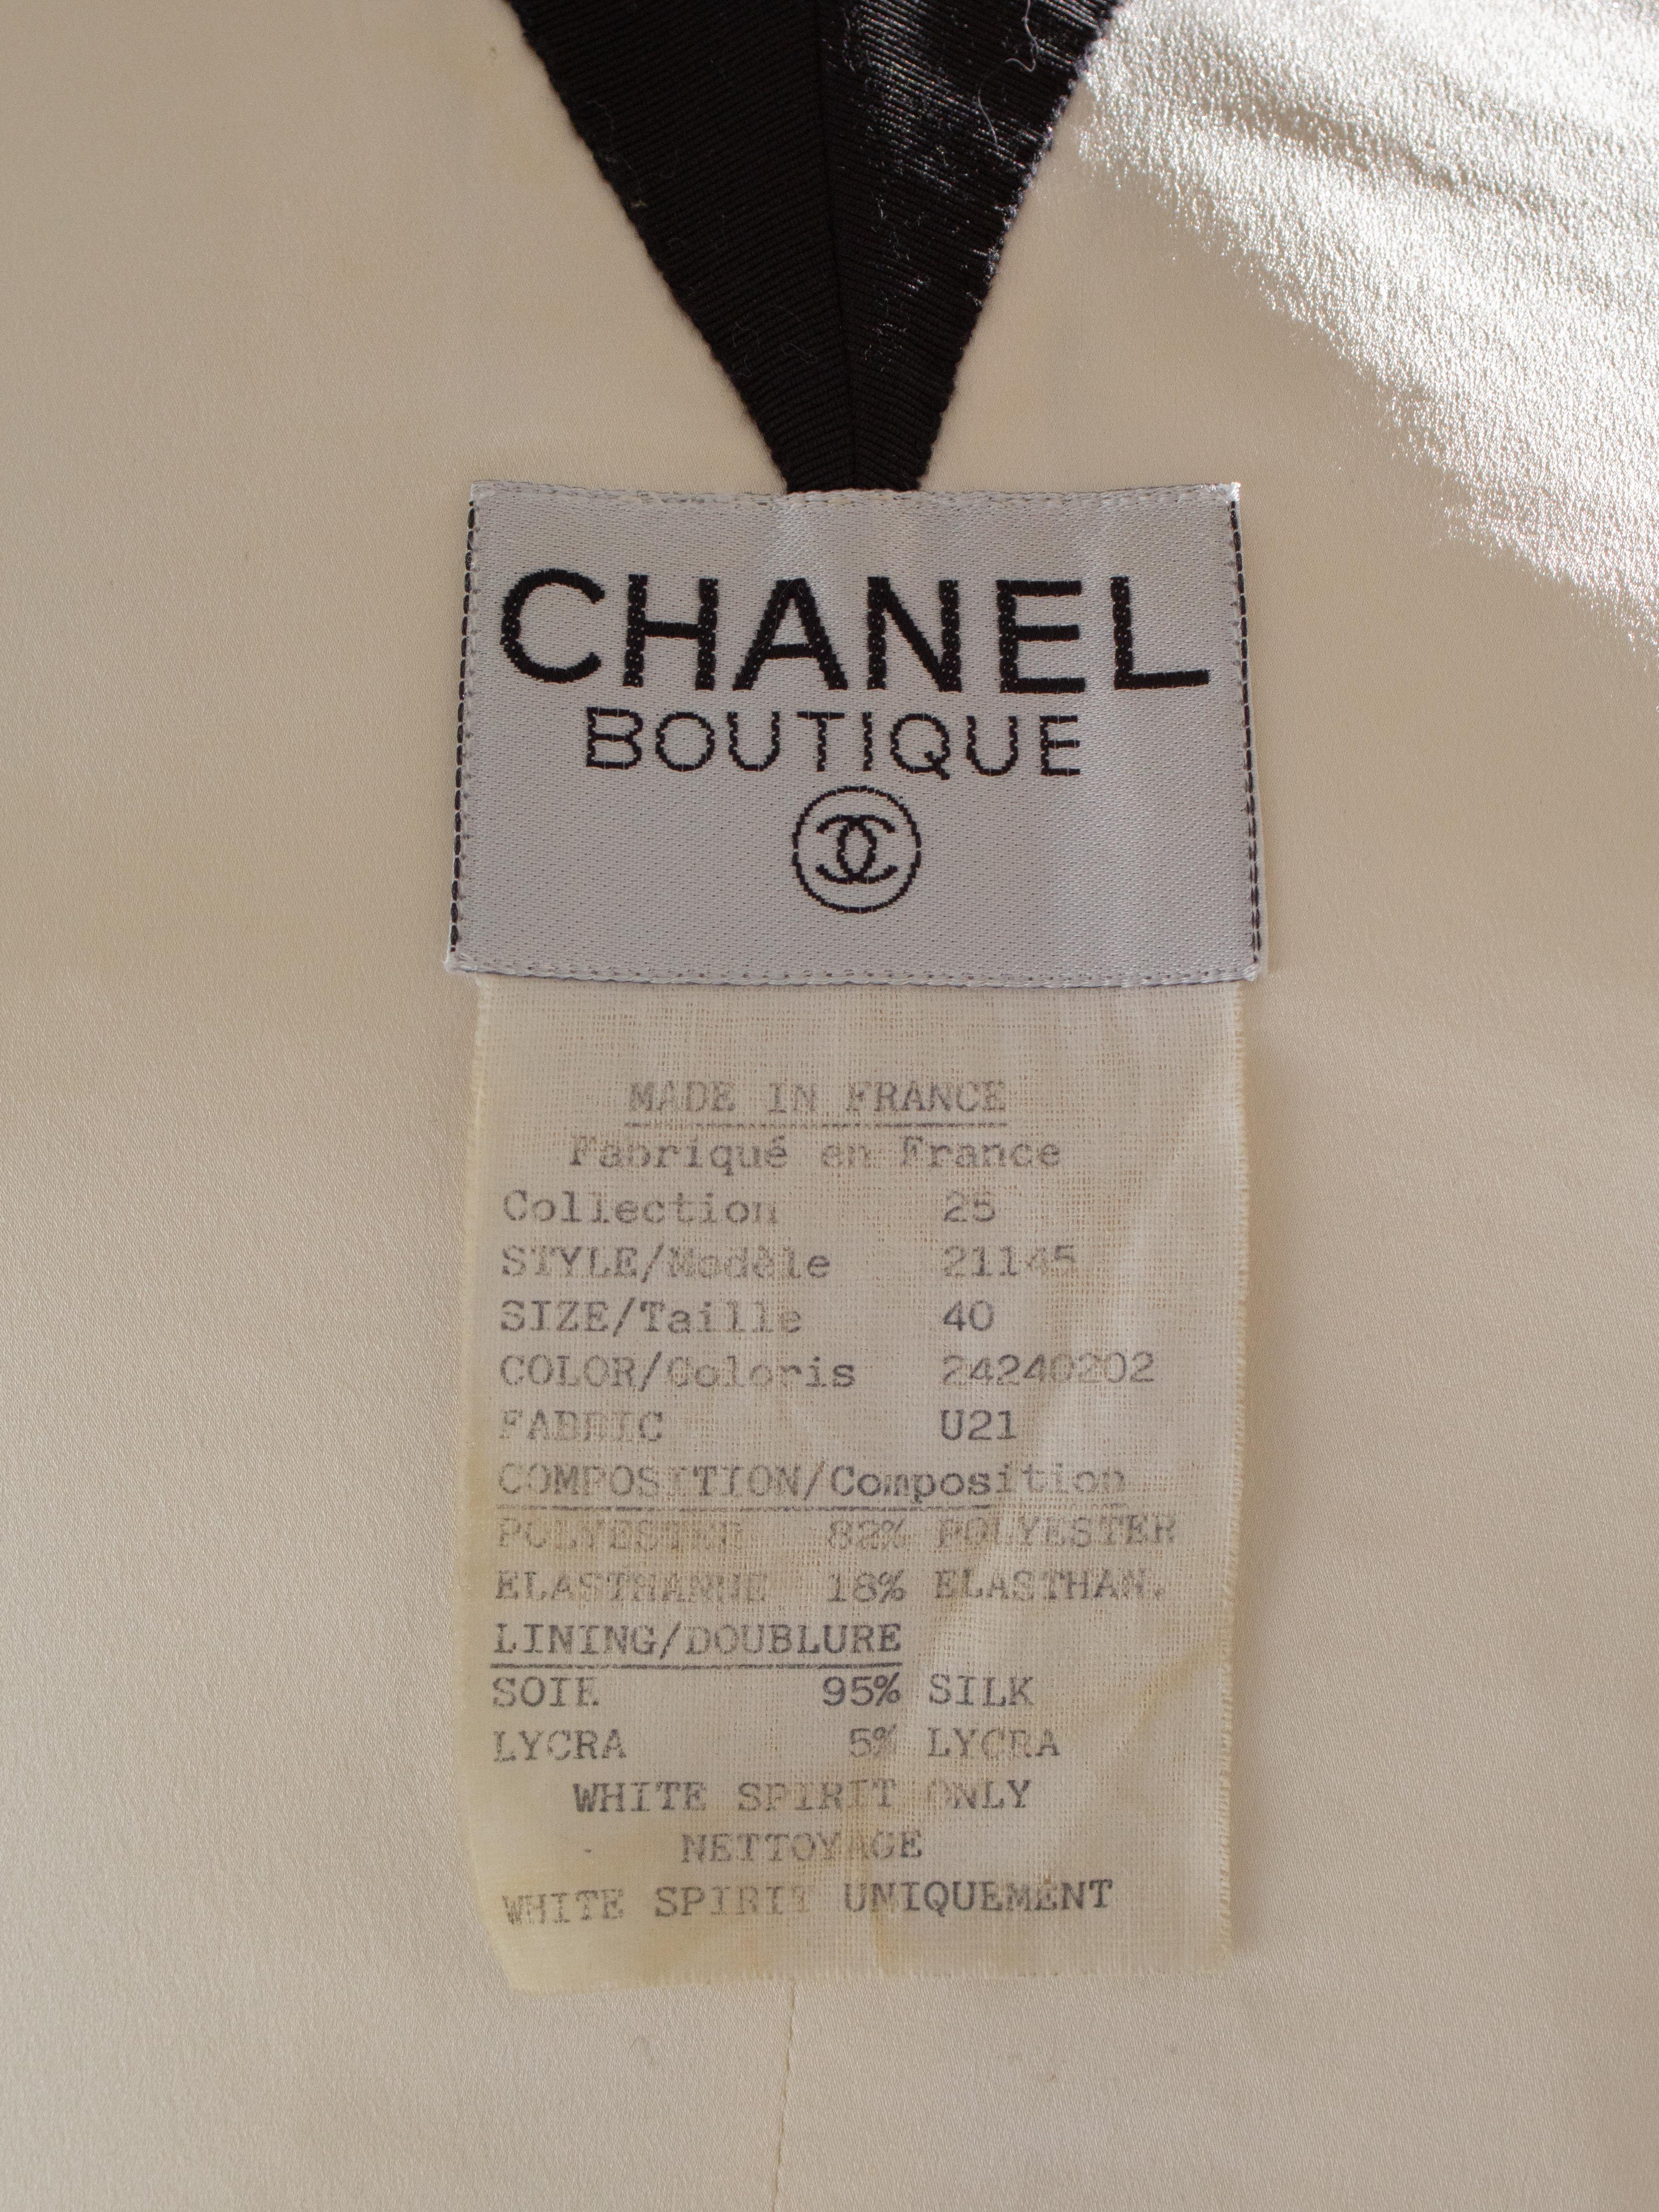 CHANEL
BOUTIQUE
MADE IN FRANCE
Fabriqué en France
Collection 25
STYLE/Modèle 21145
SIZE/Taille 40
COLOR/Coloris 24240202
FABRIC U21
COMPOSITION/Composition
POLYESTER 82% POLYESTER
ELASTHANNE 18% ELASTHAN.
LINING/DOUBLURE
SOIE 95% SILK
LYCRA 5% LYCRA
WHITE SPIRIT ONLY
NETTOYAGE
WHITE SPIRIT UNIQUEMENT